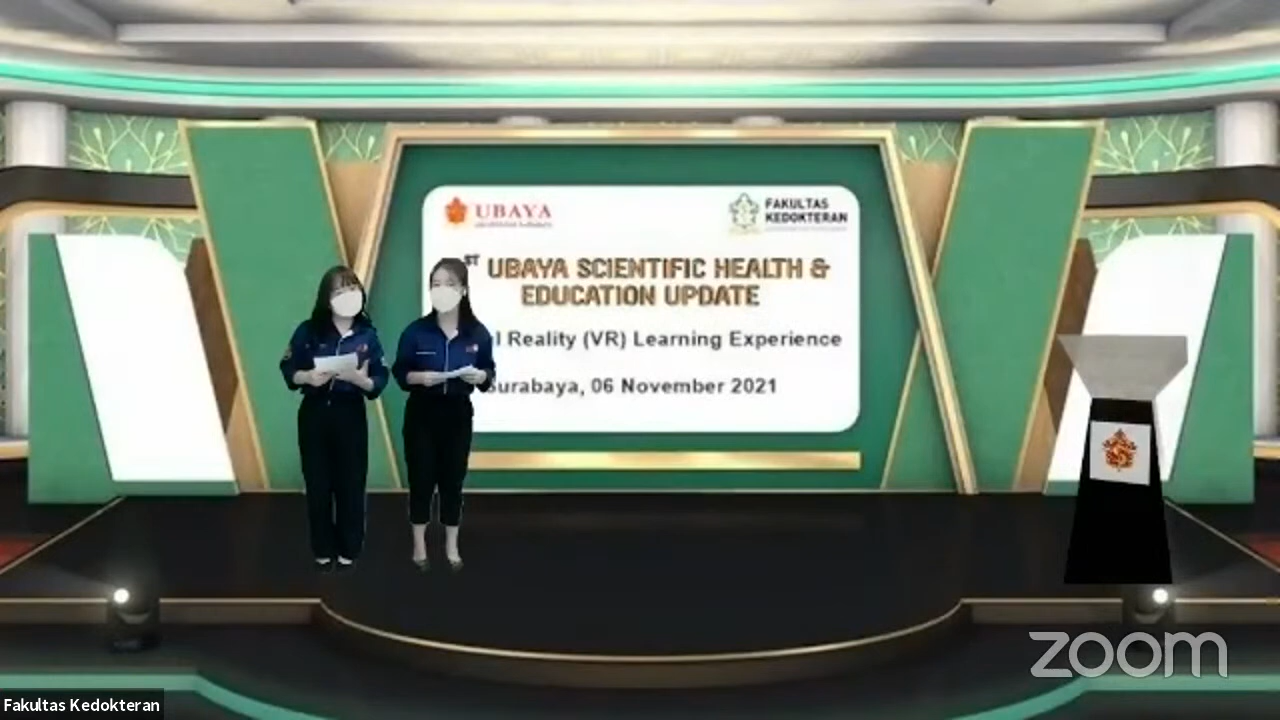 UBAYA
FAKULTAS
KEDOKTERAN
ST UBAYA SCIENTIFIC HEALTH &
EDUCATION UPDATE
l Reality (VR) Learning Experience
Surabaya, 06 November 2021
zoom
Fakultas Kedokteran